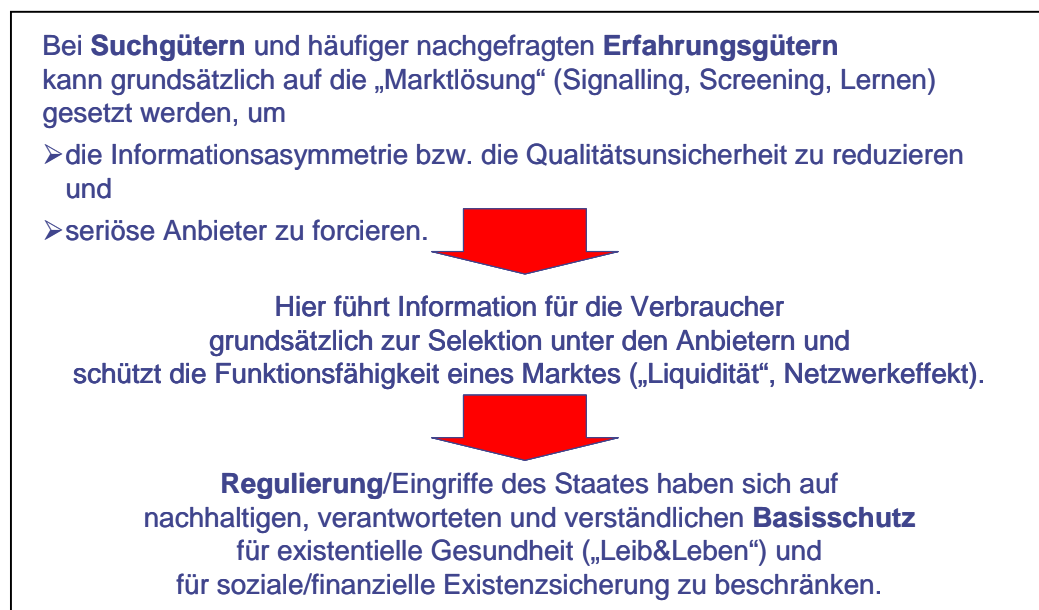 Bei Suchgütern und häufiger nachgefragten Erfahrungsgütern
kann grundsätzlich auf die „Marktlösung“ (Signalling, Screening, Lernen)
gesetzt werden, um
➢die Informationsasymmetrie bzw. die Qualitätsunsicherheit zu reduzieren
und
➢seriöse Anbieter zu forcieren.
Hier führt Information für die Verbraucher
grundsätzlich zur Selektion unter den Anbietern und
schützt die Funktionsfähigkeit eines Marktes („Liquidität“, Netzwerkeffekt).
Regulierung/Eingriffe des Staates haben sich auf
nachhaltigen, verantworteten und verständlichen Basisschutz
für existentielle Gesundheit („Leib&Leben“) und
für soziale/finanzielle Existenzsicherung zu beschränken.